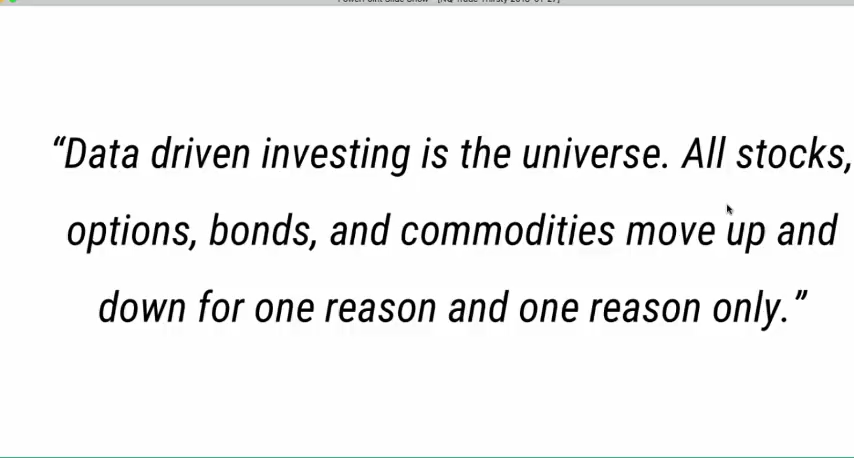 “Data driven investing is the universe. All stocks,
options, bonds, and commodities move up and
down for one reason and one reason only.”